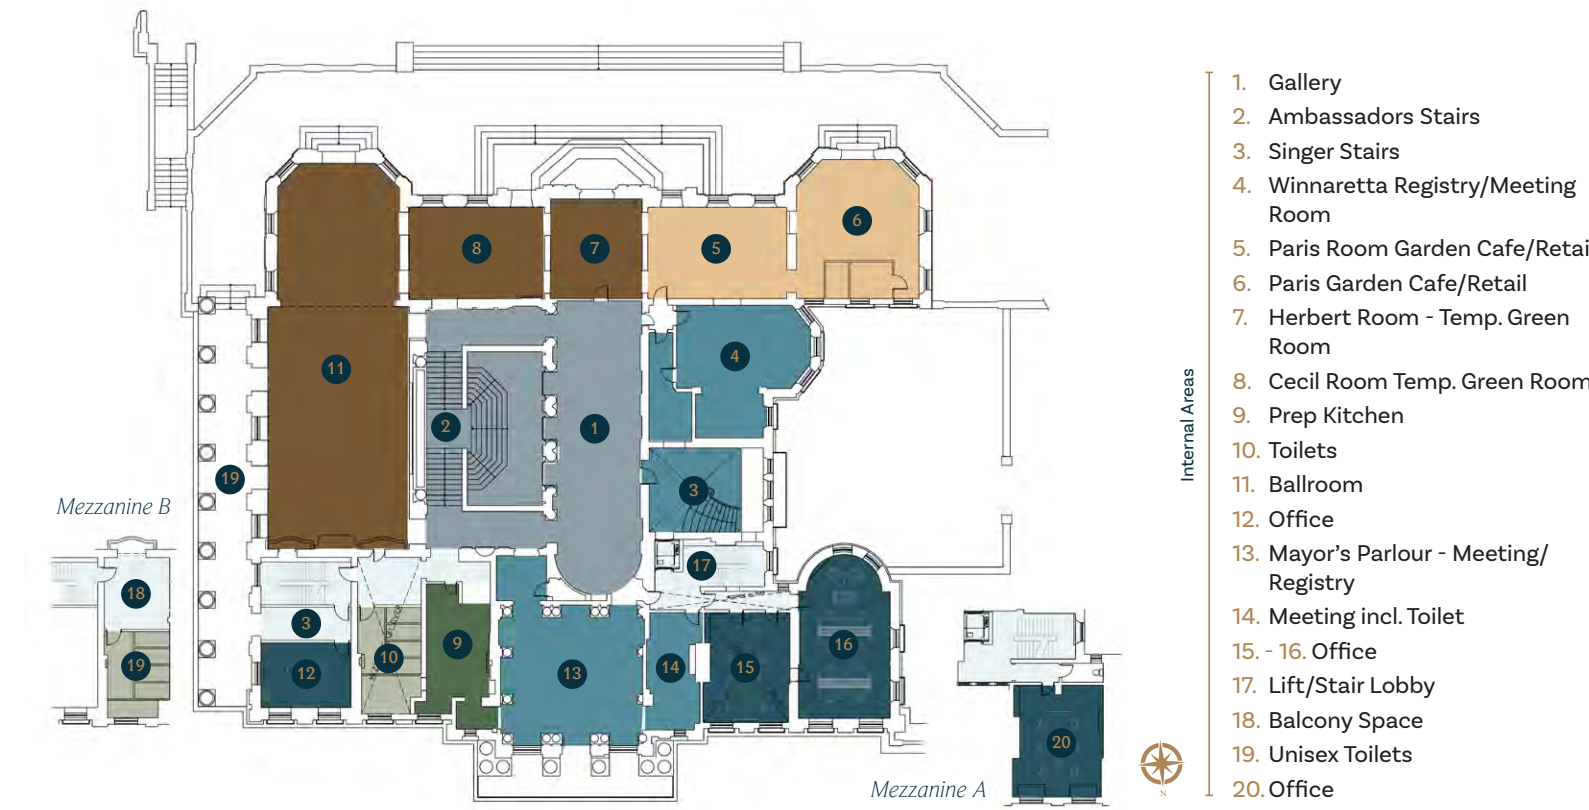 8
7
5
6
11
4
2
1
19
3
Mezzanine B
17
18
3
9
10
16
19
12
13
14
15
20
Mezzanine A
N
Internal Areas
1. Gallery
2. Ambassadors Stairs
3. Singer Stairs
4. Winnaretta Registry/Meeting
Room
5. Paris Room Garden Cafe/Retai
6. Paris Garden Cafe/Retail
7. Herbert Room - Temp. Green
Room
8. Cecil Room Temp. Green Room
9. Prep Kitchen
10. Toilets
11. Ballroom
12. Office
13. Mayor's Parlour - Meeting/
Registry
14. Meeting incl. Toilet
15. - 16. Office
17. Lift/Stair Lobby
18. Balcony Space
19. Unisex Toilets
20. Office